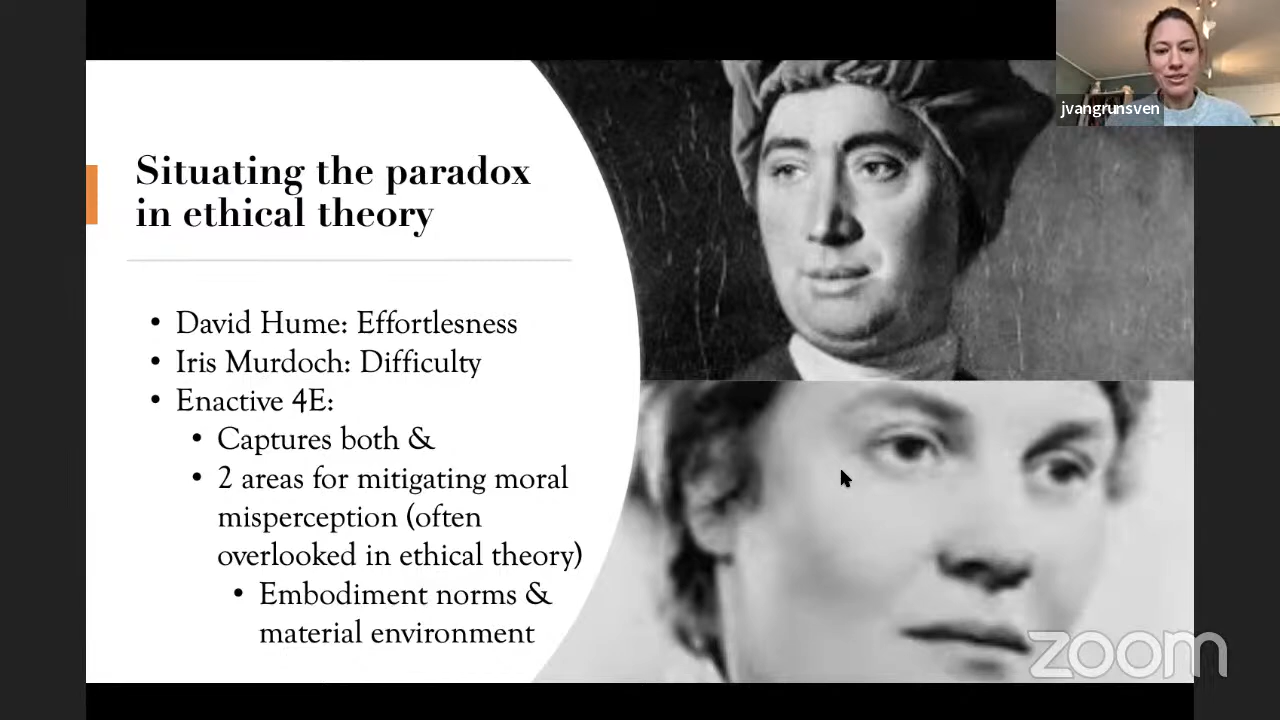 jvangrunsven
Situating the paradox
in ethical theory
• David Hume: Effortlesness
• Iris Murdoch: Difficulty
• Enactive 4E:
• Captures both &
• 2 areas for mitigating moral
misperception (often
overlooked in ethical theory)
• Embodiment norms &
material environment
zoom